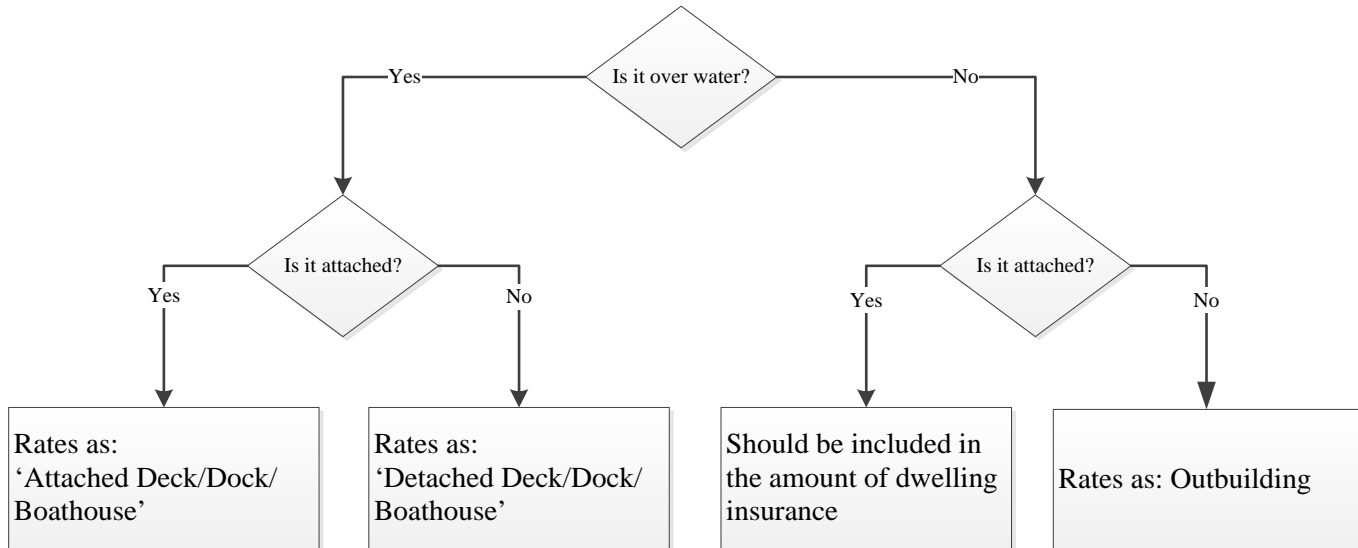 Is it over water?
Yes
No
Is it attached?
Is it attached?
Yes
No
Yes
No
Rates as:
‘Attached Deck/Dock/
Boathouse’
Rates as:
‘Detached Deck/Dock/
Boathouse’
Should be included in
the amount of dwelling
insurance
Rates as: Outbuilding